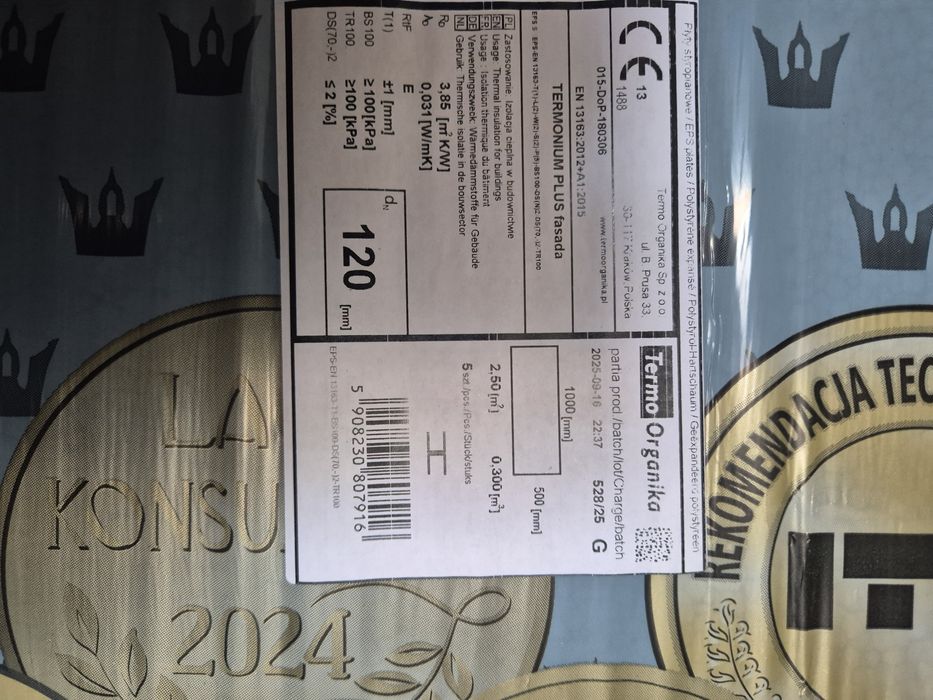 Płyty styropianowe / EPS plates / Polystyrène expansé / Polystyrol-Hartschaum / Geëxpandeerd polystyreen
CE 13
1488
Termo Organika Sp. z o.o.
ul. B. Prusa 33,
30-117 Kraków, Polska
015-DoP-180306
www.termoorganika.pl
EN 13163:2012+A1:2015
TERMONIUM PLUS fasada
PL Zastosowanie: Izolacja cieplna w budownictwie
EN Usage: Thermal insulation for buildings
FR Usage : Isolation thermique du bâtiment
DE Verwendungszweck: Wärmedämmstoffe für Gebäude
NL Gebruik: Thermische isolatie in de bouwsector
RD 3,85 [m²K/W]
λD 0,031 [W/mK]
RtF E
T(1) ±1 [mm]
BS100 ≥100[kPa]
TR100 ≥100 [kPa]
DS(70,-)2 ≤ 2 [%]
dN 120 [mm]
TermoOrganika
partia prod./batch/lot/Charge/batch
2025-09-16 22:37 528/25 G
1000 [mm]
500 [mm]
2,50 [m²] 0,300 [m³]
5 szt./pcs./Pcs./Stück/stuks
5 908230 807916
REKOMENDACJA TEC
LA
KONSU
2024